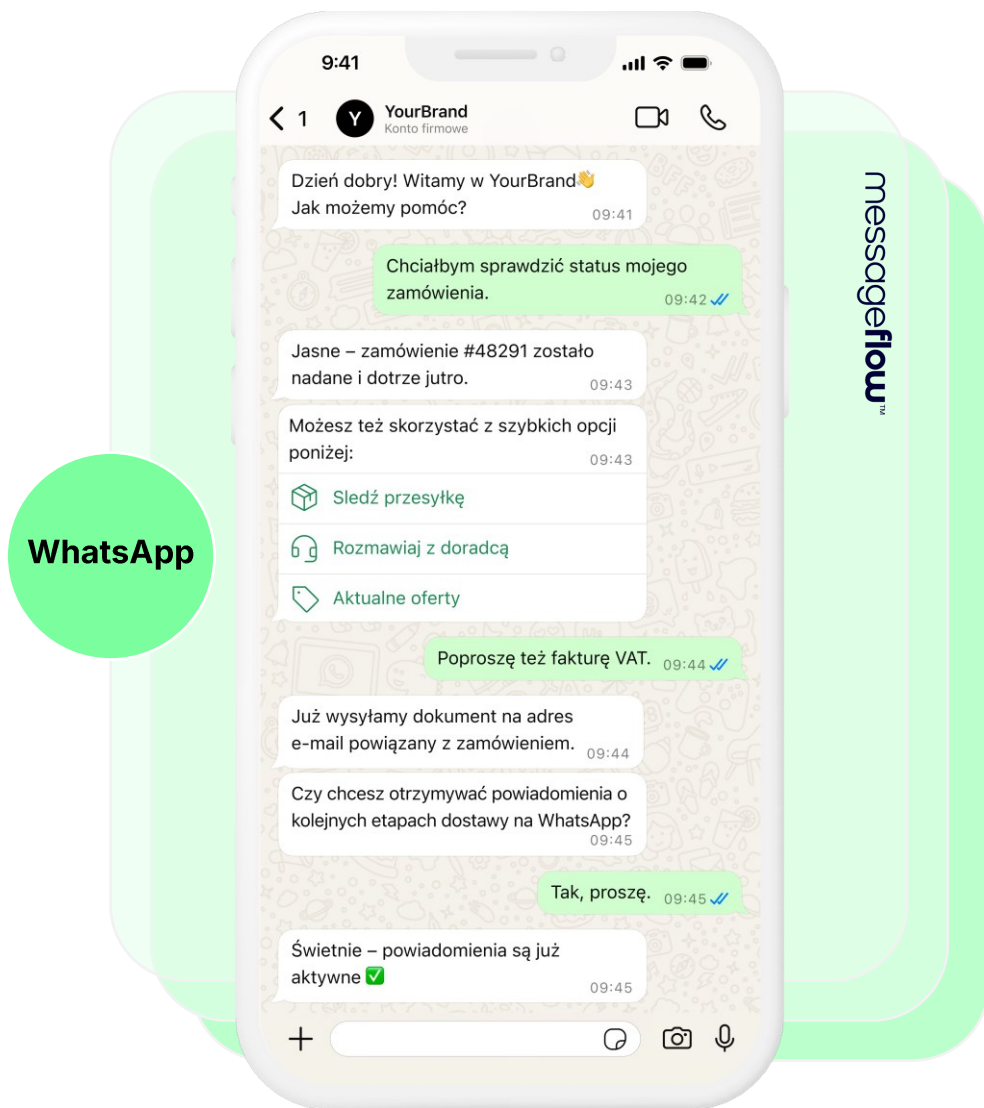 9:41
1
Y
YourBrand
Konto firmowe
Dzień dobry! Witamy w YourBrand👋
Jak możemy pomóc?
09:41
Chciałbym sprawdzić status mojego
zamówienia.
09:42
Jasne – zamówienie #48291 zostało
nadane i dotrze jutro.
09:43
Możesz też skorzystać z szybkich opcji
poniżej:
09:43
Sledź przesyłkę
Rozmawiaj z doradcą
Aktualne oferty
Poproszę też fakturę VAT.
09:44
Już wysyłamy dokument na adres
e-mail powiązany z zamówieniem.
09:44
Czy chcesz otrzymywać powiadomienia o
kolejnych etapach dostawy na WhatsApp?
09:45
Tak, proszę.
09:45
Świetnie – powiadomienia są już
aktywne ✅
09:45
WhatsApp
messageflow™